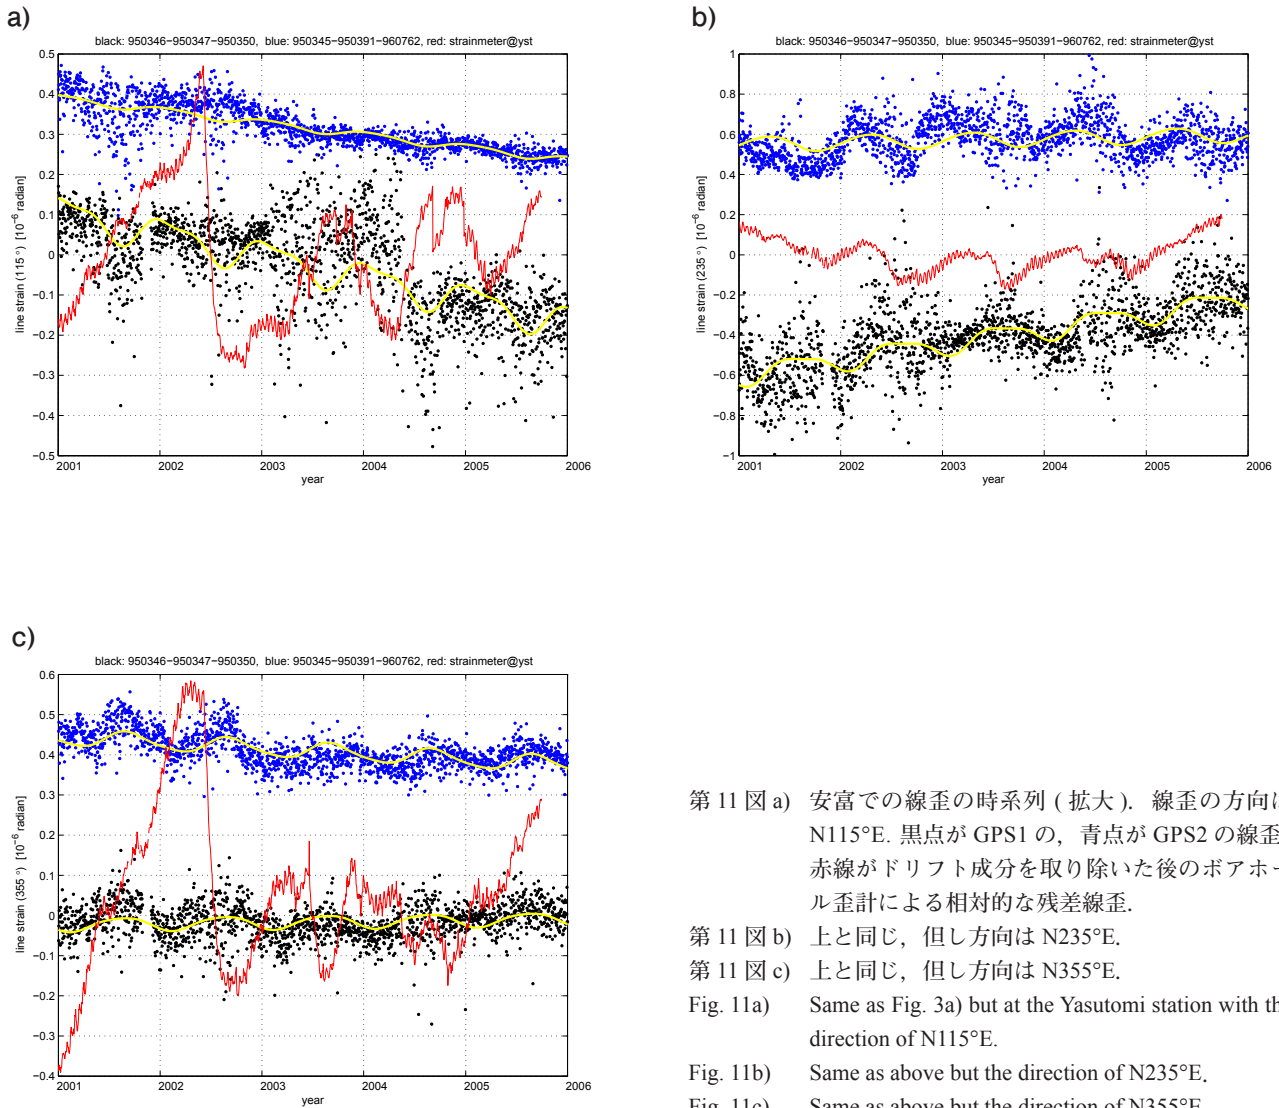 a)
black: 950346−950347−950350,  blue: 950345−950391−960762, red: strainmeter@yst
0.5
0.4
0.3
0.2
0.1
0
−0.1
−0.2
−0.3
−0.4
−0.5
line strain (115 °)  [10⁻⁶ radian]
2001 2002 2003 2004 2005 2006
year
b)
black: 950346−950347−950350,  blue: 950345−950391−960762, red: strainmeter@yst
1
0.8
0.6
0.4
0.2
0
−0.2
−0.4
−0.6
−0.8
−1
line strain (235°)  [10⁻⁶ radian]
2001 2002 2003 2004 2005 2006
year
c)
black: 950346−950347−950350,  blue: 950345−950391−960762, red: strainmeter@yst
0.6
0.5
0.4
0.3
0.2
0.1
0
−0.1
−0.2
−0.3
−0.4
line strain (355 °)  [10⁻⁶ radian]
2001 2002 2003 2004 2005 2006
year
第 11 図 a) 安富での線歪の時系列 ( 拡大 ). 線歪の方向は
N115°E. 黒点が GPS1 の, 青点が GPS2 の線歪
赤線がドリフト成分を取り除いた後のボアホー
ル歪計による相対的な残差線歪.
第 11 図 b) 上と同じ, 但し方向は N235°E.
第 11 図 c) 上と同じ, 但し方向は N355°E.
Fig. 11a) Same as Fig. 3a) but at the Yasutomi station with th
direction of N115°E.
Fig. 11b) Same as above but the direction of N235°E.
Fig. 11c) Same as above but the direction of N355°E.